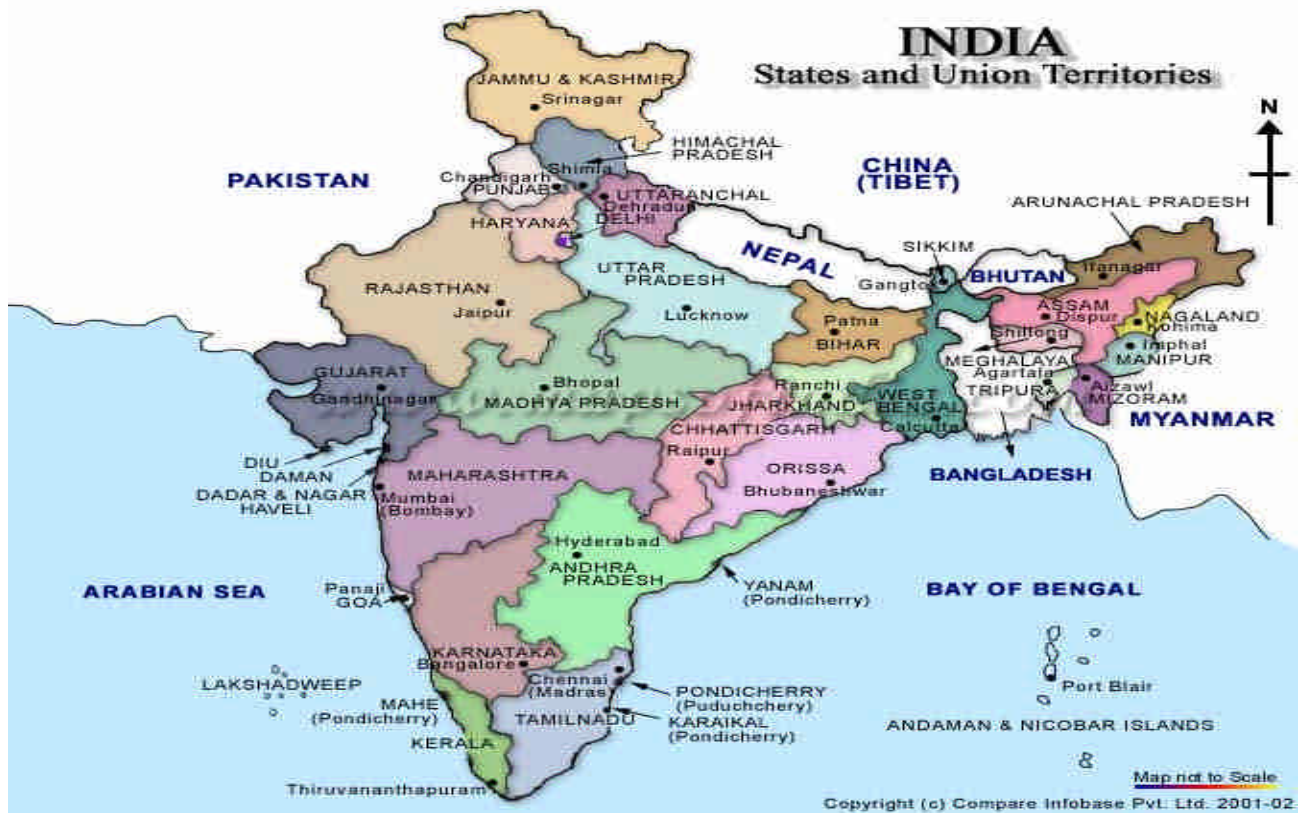 INDIA
States and Union Territories
N
JAMMU & KASHMIR
Srinagar
HIMACHAL
PRADESH
PAKISTAN
CHINA
(TIBET)
Shimla
Chandigarh
PUNJAB
UTTARANCHAL
Dehradun
DELHI
HARYANA
ARUNACHAL PRADESH
SIKKIM
NEPAL
BHUTAN
Itanagar
Gangtok
UTTAR
PRADESH
Lucknow
RAJASTHAN
Jaipur
ASSAM
Dispur
NAGALAND
Kohima
Shillong
MEGHALAYA
Imphal
MANIPUR
Patna
BIHAR
Agartala
TRIPURA
Aizawl
MIZORAM
MYANMAR
GUJARAT
Gandhinagar
Bhopal
MADHYA PRADESH
Ranchi
JHARKHAND
WEST
BENGAL
Calcutta
CHHATTISGARH
Raipur
ORISSA
Bhubaneshwar
BANGLADESH
DIU
DAMAN
DADAR & NAGAR
HAVELI
MAHARASHTRA
Mumbai
(Bombay)
Hyderabad
ANDHRA
PRADESH
YANAM
(Pondicherry)
ARABIAN SEA
BAY OF BENGAL
Panaji
GOA
KARNATAKA
Bangalore
LAKSHADWEEP
MAHE
(Pondicherry)
Chennai
(Madras)
PONDICHERRY
(Puduchchery)
KARAIKAL
(Pondicherry)
TAMILNADU
KERALA
Thiruvananthapuram
Port Blair
ANDAMAN & NICOBAR ISLANDS
Map not to Scale
Copyright (c) Compare Infobase Pvt. Ltd. 2001-02